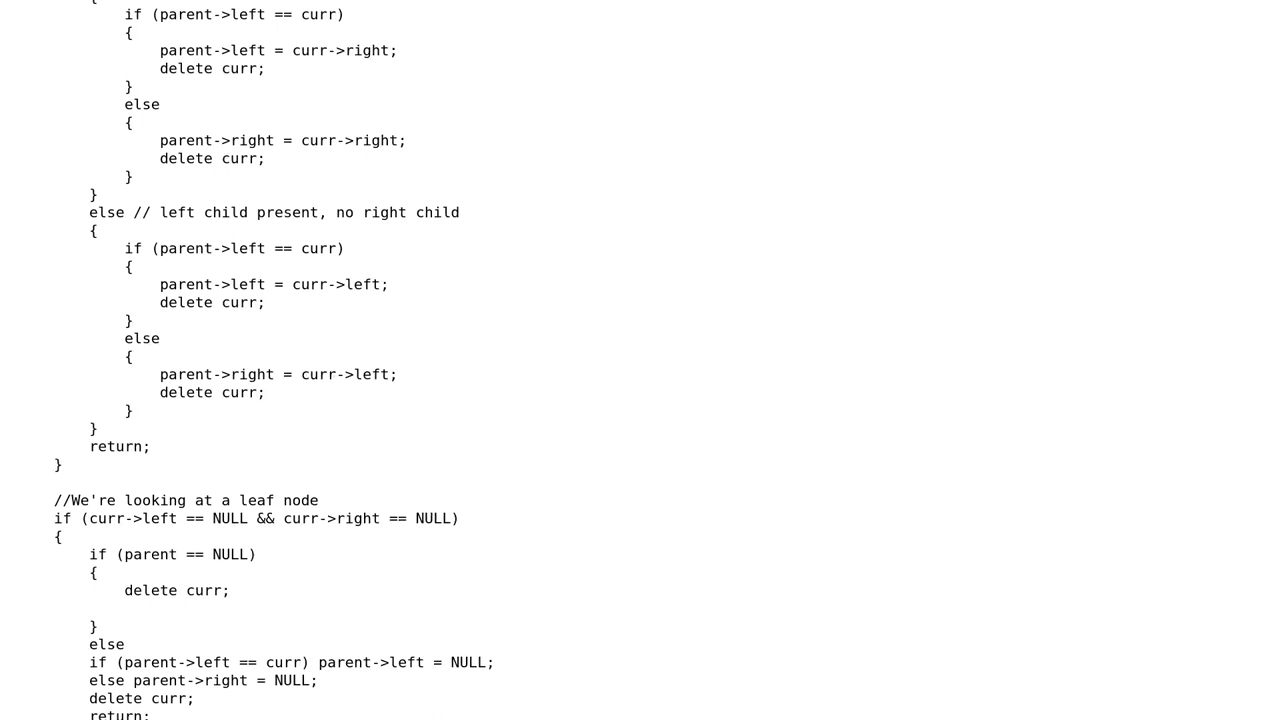 {
if (parent->left == curr)
{
parent->left = curr->right;
delete curr;
}
else
{
parent->right = curr->right;
delete curr;
}
}
else // left child present, no right child
{
if (parent->left == curr)
{
parent->left = curr->left;
delete curr;
}
else
{
parent->right = curr->left;
delete curr;
}
}
return;
}

//We're looking at a leaf node
if (curr->left == NULL && curr->right == NULL)
{
if (parent == NULL)
{
delete curr;

}
else
if (parent->left == curr) parent->left = NULL;
else parent->right = NULL;
delete curr;
return;